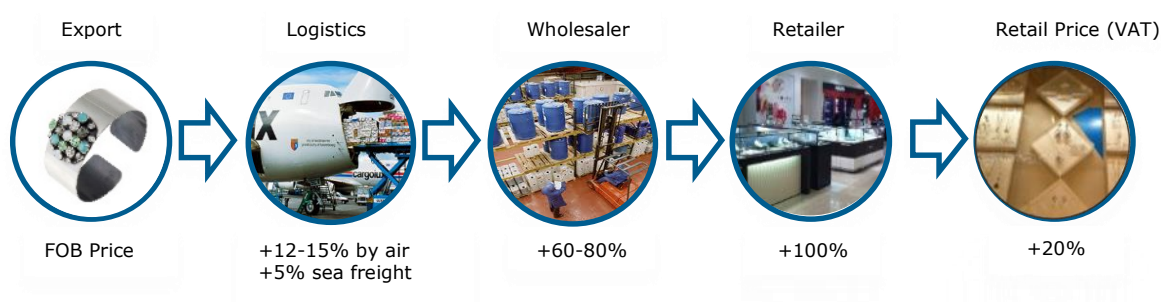 Export
Logistics
Wholesaler
Retailer
Retail Price (VAT)
X
cargolux
FOB Price
+12-15% by air
+5% sea freight
+60-80%
+100%
+20%